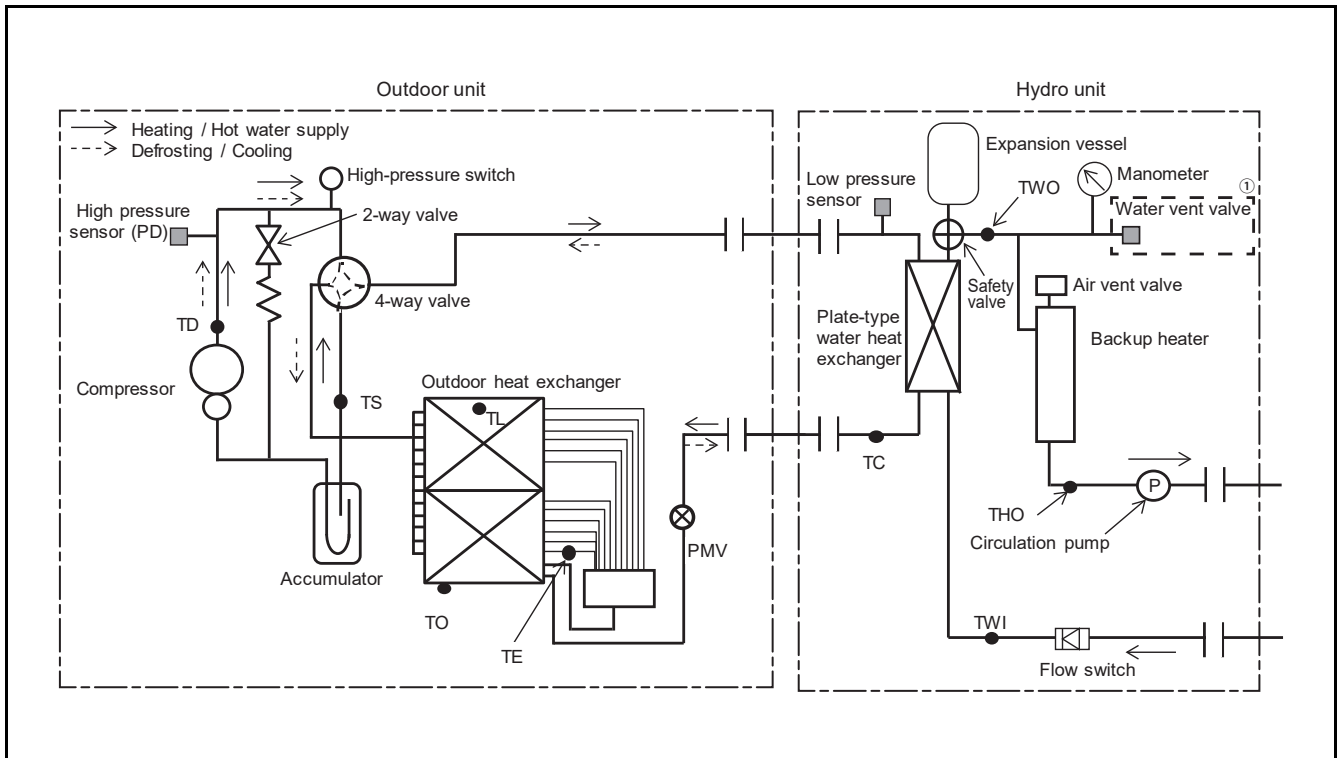 Outdoor unit
Heating / Hot water supply
Defrosting / Cooling
High-pressure switch
High pressure
sensor (PD)
2-way valve
4-way valve
TD
Compressor
TS
Outdoor heat exchanger
TL
Accumulator
TO
TE
PMV
Hydro unit
Expansion vessel
Low pressure
sensor
TWO
Manometer
①
Water vent valve
Safety
valve
Air vent valve
Plate-type
water heat
exchanger
Backup heater
TC
THO
P
Circulation pump
TWI
Flow switch